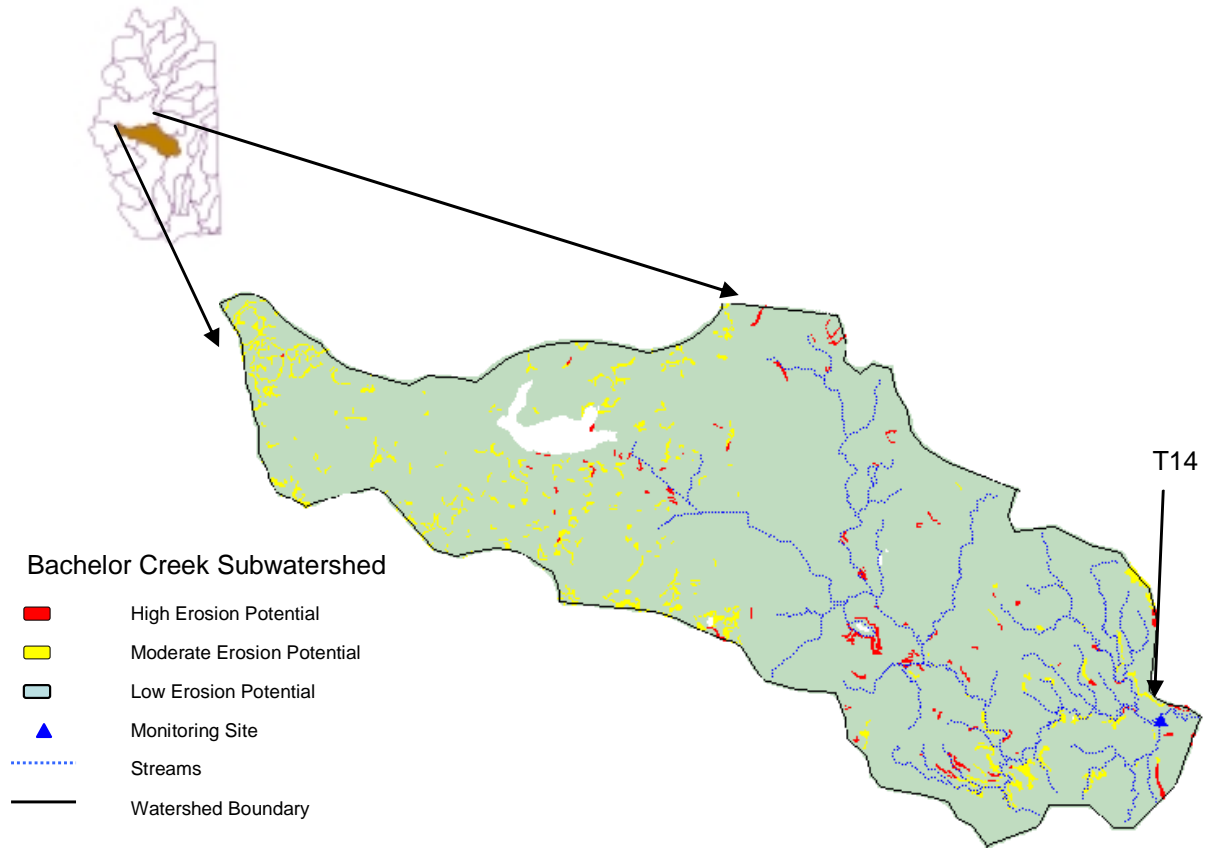 T14
Bachelor Creek Subwatershed
High Erosion Potential
Moderate Erosion Potential
Low Erosion Potential
Monitoring Site
Streams
Watershed Boundary